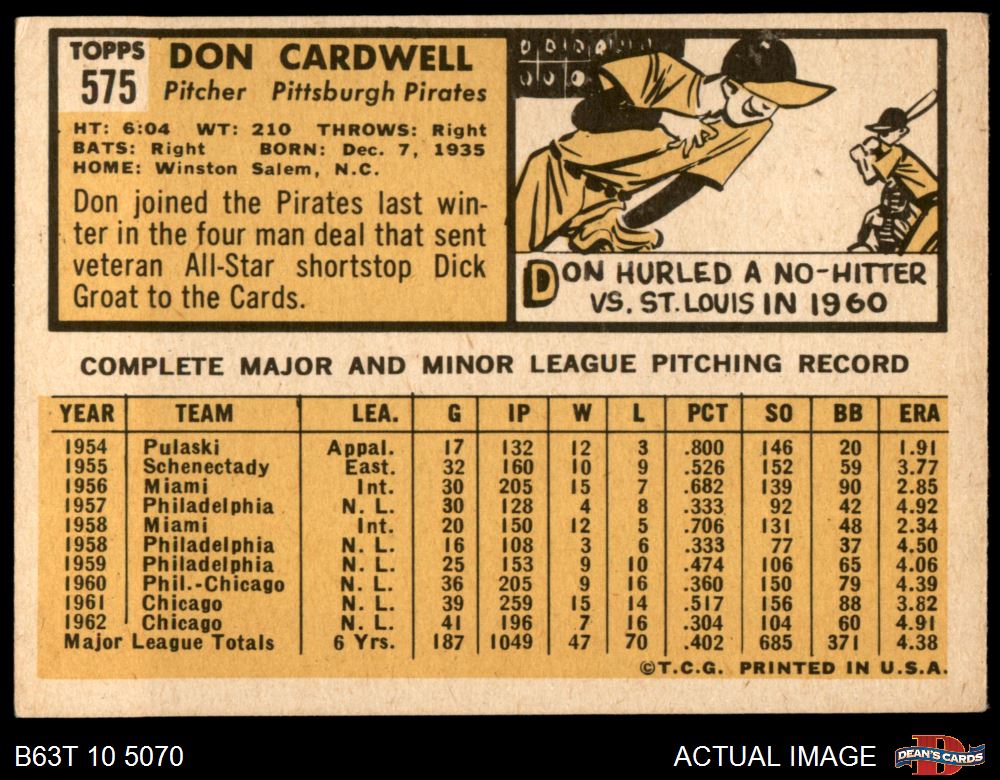 TOPPS
575
DON CARDWELL
Pitcher Pittsburgh Pirates
HT: 6:04 WT: 210 THROWS: Right
BATS: Right BORN: Dec. 7, 1935
HOME: Winston Salem, N.C.
Don joined the Pirates last win-
ter in the four man deal that sent
veteran All-Star shortstop Dick
Groat to the Cards.
DON HURLED A NO-HITTER
VS. ST. LOUIS IN 1960
COMPLETE MAJOR AND MINOR LEAGUE PITCHING RECORD
YEAR TEAM LEA. G IP W L PCT SO BB ERA
1954 Pulaski Appal. 17 132 12 3 .800 146 20 1.91
1955 Schenectady East. 32 160 10 9 .526 152 59 3.77
1956 Miami Int. 30 205 15 7 .682 139 90 2.85
1957 Philadelphia N. L. 30 128 4 8 .333 92 42 4.92
1958 Miami Int. 20 150 12 5 .706 131 48 2.34
1958 Philadelphia N. L. 16 108 3 6 .333 77 37 4.50
1959 Philadelphia N. L. 25 153 9 10 .474 106 65 4.06
1960 Phil.-Chicago N. L. 36 205 9 16 .360 150 79 4.39
1961 Chicago N. L. 39 259 15 14 .517 156 88 3.82
1962 Chicago N. L. 41 196 7 16 .304 104 60 4.91
Major League Totals 6 Yrs. 187 1049 47 70 .402 685 371 4.38
©T.C.G. PRINTED IN U.S.A.
B63T 10 5070
ACTUAL IMAGE
DEAN'S CARDS